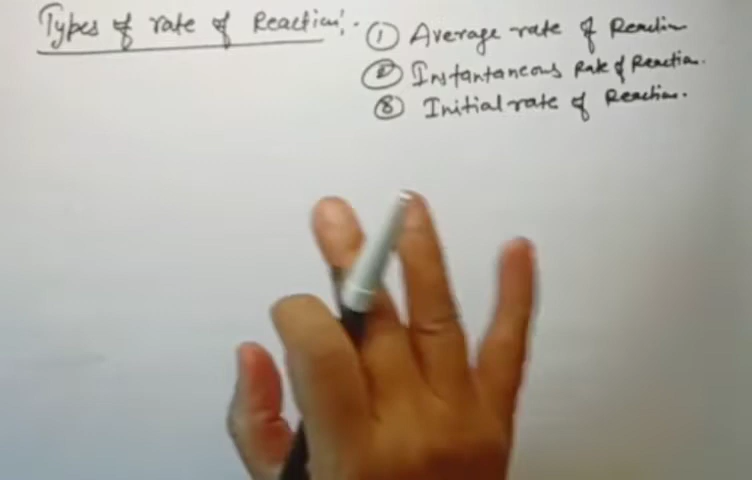 Types of rate of Reaction:-
① Average rate of Reaction
② Instantaneous Rate of Reaction.
③ Initial rate of Reaction.